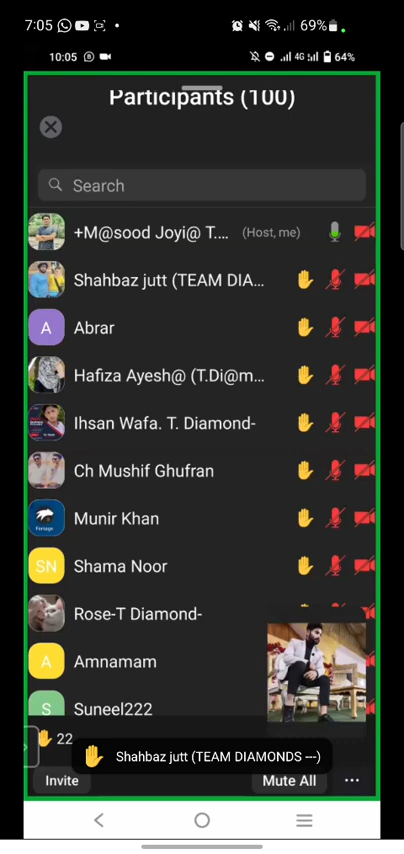 7:05
69%
10:05
4G
64%
Participants (100)
Search
+M@sood Joyi@ T.... (Host, me)
Shahbaz jutt (TEAM DIA...
A Abrar
Hafiza Ayesh@ (T.Di@m...
Ihsan Wafa. T. Diamond-
Ch Mushif Ghufran
Munir Khan
SN Shama Noor
Rose-T Diamond-
A Amnamam
S Suneel222
22
Shahbaz jutt (TEAM DIAMONDS ---)
Invite
Mute All
...